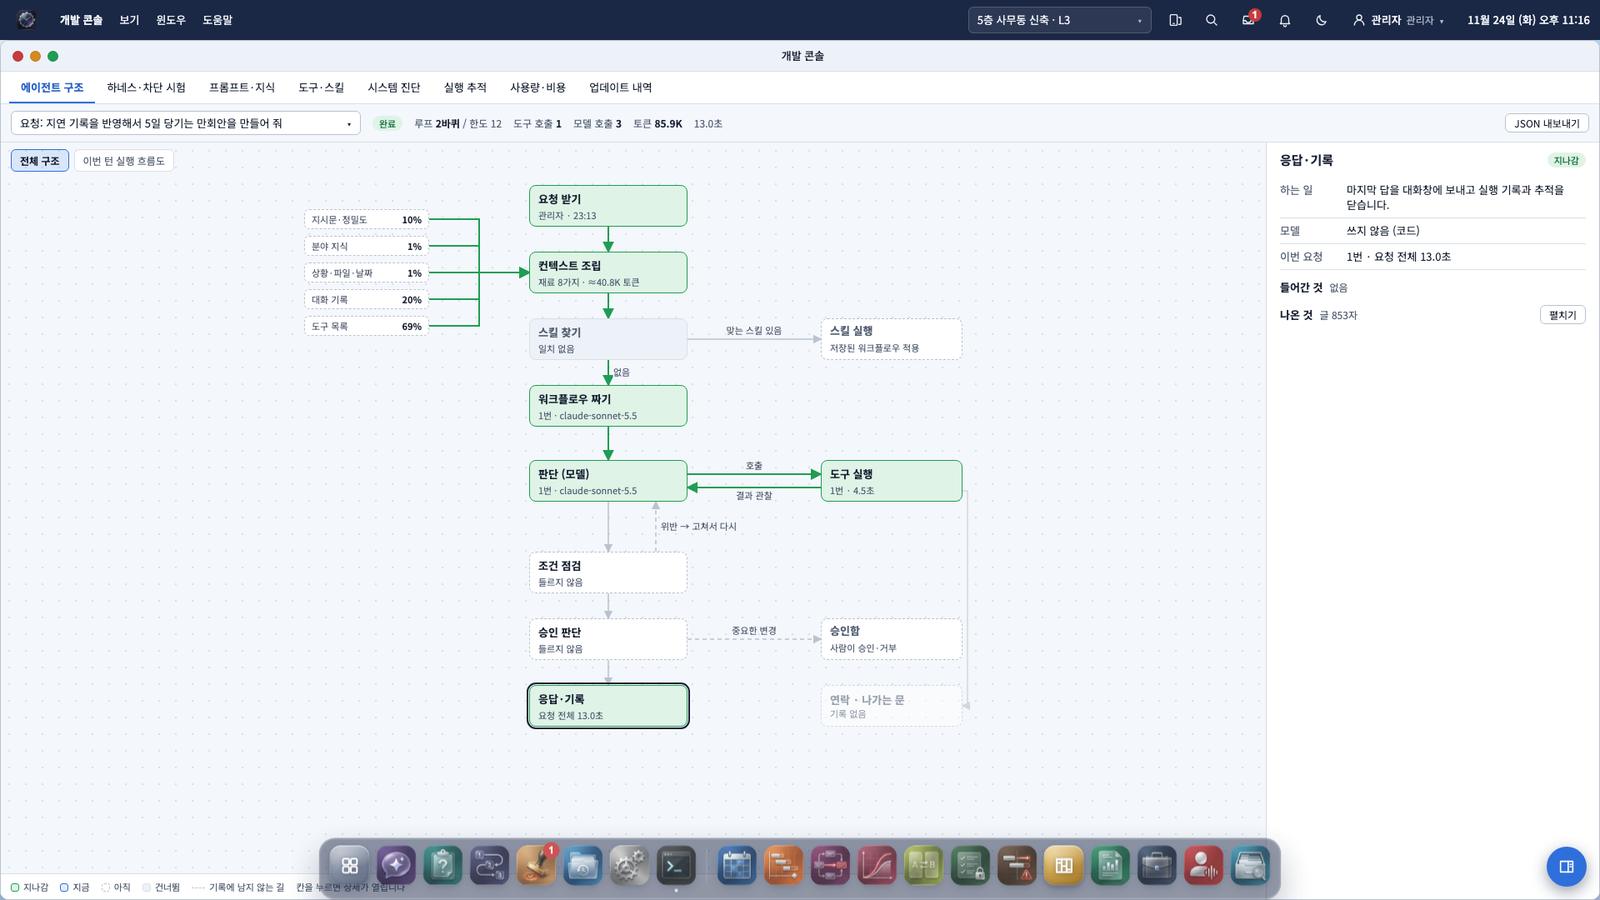 개발 콘솔 보기 윈도우 도움말
5층 사무동 신축 · L3
1
관리자 관리자
11월 24일 (화) 오후 11:16
개발 콘솔
에이전트 구조 하네스·차단 시험 프롬프트·지식 도구·스킬 시스템 진단 실행 추적 사용량·비용 업데이트 내역
요청: 지연 기록을 반영해서 5일 당기는 만회안을 만들어 줘
완료 루프 2바퀴 / 한도 12 도구 호출 1 모델 호출 3 토큰 85.9K 13.0초
JSON 내보내기
전체 구조 이번 턴 실행 흐름도
지시문·정밀도 10%
분야 지식 1%
상황·파일·날짜 1%
대화 기록 20%
도구 목록 69%
요청 받기
관리자 · 23:13
컨텍스트 조립
재료 8가지 · ≈40.8K 토큰
스킬 찾기
일치 없음
맞는 스킬 있음
스킬 실행
저장된 워크플로우 적용
없음
워크플로우 짜기
1번 · claude-sonnet-5.5
판단 (모델)
1번 · claude-sonnet-5.5
호출
결과 관찰
도구 실행
1번 · 4.5초
위반 → 고쳐서 다시
조건 점검
들르지 않음
승인 판단
들르지 않음
중요한 변경
승인함
사람이 승인·거부
응답·기록
요청 전체 13.0초
연락 · 나가는 문
기록 없음
응답·기록 지나감
하는 일 마지막 답을 대화창에 보내고 실행 기록과 추적을
닫습니다.
모델 쓰지 않음 (코드)
이번 요청 1번 · 요청 전체 13.0초
들어간 것 없음
나온 것 글 853자 펼치기
1
A B
지나감 지금 아직 건너뜀 기록에 남지 않는 길 칸을 누르면 상세가 열립니다